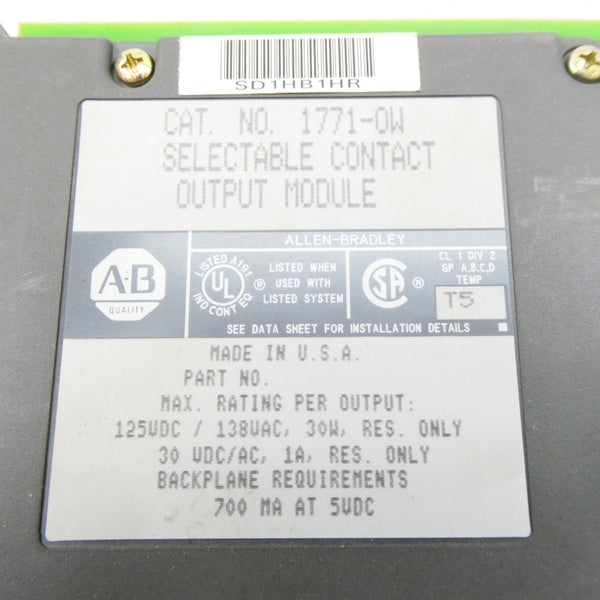 SD1HB1HR
CAT. NO. 1771-OW
SELECTABLE CONTACT
OUTPUT MODULE
ALLEN-BRADLEY
A·B
QUALITY
LISTED A191
UL ®
IND CONT EQ
LISTED WHEN
USED WITH
LISTED SYSTEM
SA ®
CL 1 DIV 2
GP A,B,C,D
TEMP
T5
SEE DATA SHEET FOR INSTALLATION DETAILS
MADE IN U.S.A.
PART NO.
MAX. RATING PER OUTPUT:
125VDC / 138VAC, 30W, RES. ONLY
30 VDC/AC, 1A, RES. ONLY
BACKPLANE REQUIREMENTS
700 MA AT 5VDC